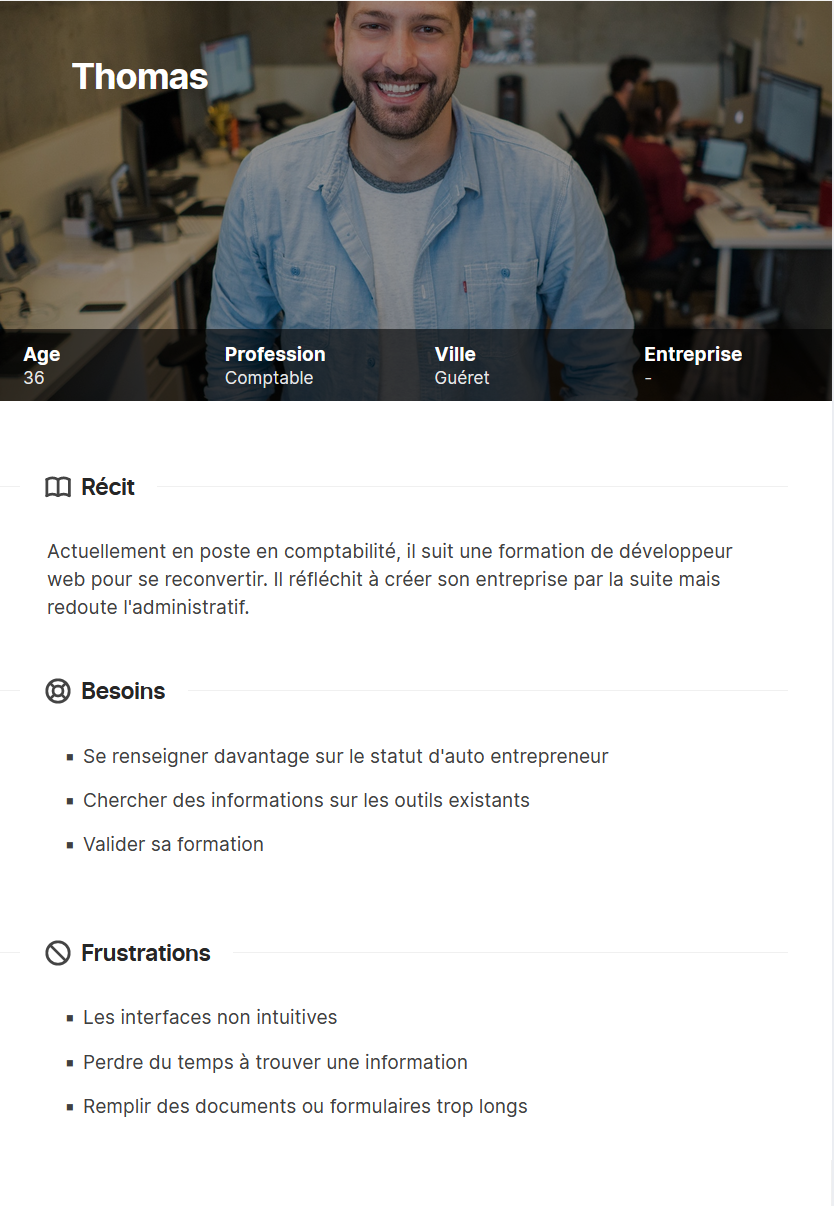 Thomas
Age
Profession
Ville
Entreprise
36
Comptable
Guéret
-
Récit
Actuellement en poste en comptabilité, il suit une formation de développeur
web pour se reconvertir. Il réfléchit à créer son entreprise par la suite mais
redoute l'administratif.
Besoins
▪ Se renseigner davantage sur le statut d'auto entrepreneur
▪ Chercher des informations sur les outils existants
▪ Valider sa formation
Frustrations
▪ Les interfaces non intuitives
▪ Perdre du temps à trouver une information
▪ Remplir des documents ou formulaires trop longs